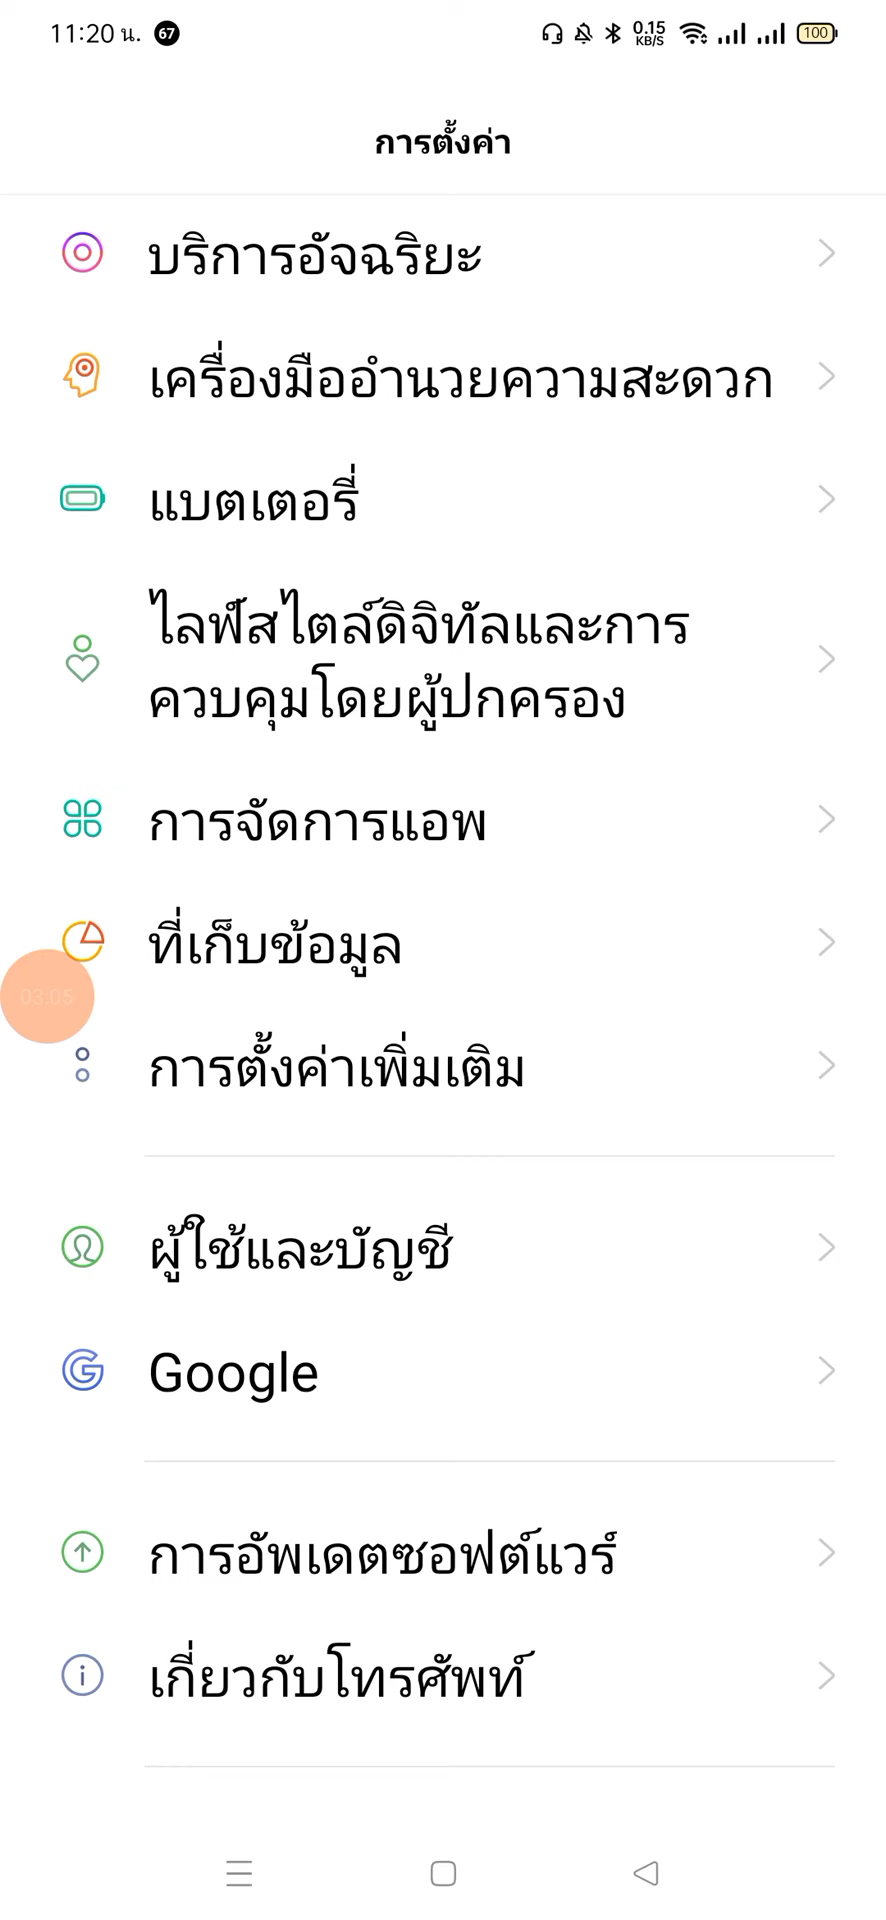 11:20 น. 67 0.15 KB/S 100
การตั้งค่า
บริการอัจฉริยะ
เครื่องมืออำนวยความสะดวก
แบตเตอรี่
ไลฟ์สไตล์ดิจิทัลและการ
ควบคุมโดยผู้ปกครอง
การจัดการแอพ
ที่เก็บข้อมูล
03:05
การตั้งค่าเพิ่มเติม
ผู้ใช้และบัญชี
Google
การอัพเดตซอฟต์แวร์
เกี่ยวกับโทรศัพท์